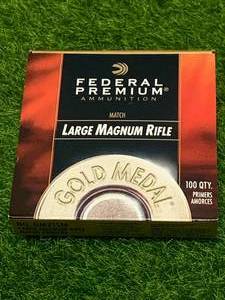 FEDERAL
PREMIUM®
AMMUNITION
MATCH
LARGE MAGNUM RIFLE
GOLD MEDAL®
100 QTY.
PRIMERS
AMORCES